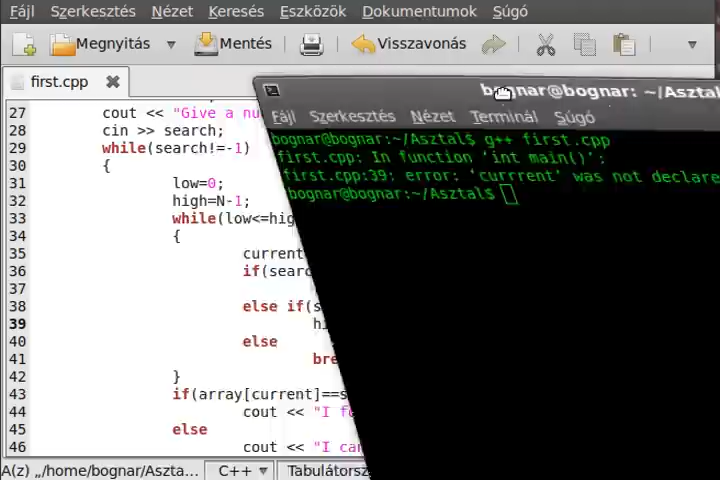 Fájl Szerkesztés Nézet Keresés Eszközök Dokumentumok Súgó
Megnyitás Mentés Visszavonás
first.cpp
27 cout << "Give a nu
28 cin >> search;
29 while(search!=-1)
30 {
31 low=0;
32 high=N-1;
33 while(low<=hig
34 {
35 current
36 if(searc
37
38 else if(s
39 hi
40 else
41 bre
42 }
43 if(array[current]==s
44 cout << "I f
45 else
46 cout << "I ca
A(z) „/home/bognar/Aszta... C++ Tabulátorsz
bognar@bognar: ~/Asztal
Fájl Szerkesztés Nézet Terminál Súgó
bognar@bognar:~/Asztal$ g++ first.cpp
first.cpp: In function ‘int main()’:
first.cpp:39: error: ‘currrent’ was not declare
bognar@bognar:~/Asztal$